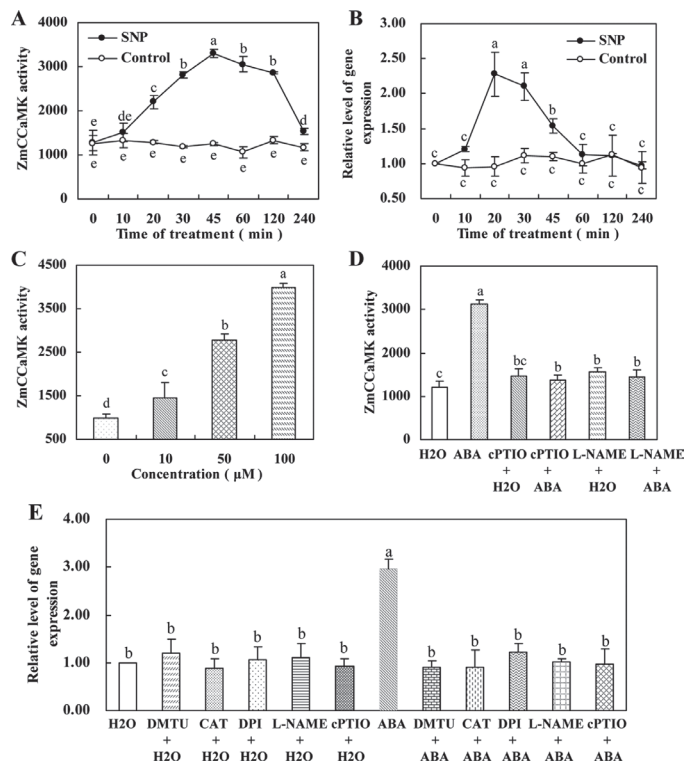 A
ZmCCaMK activity
4000
3000
2000
1000
0
SNP
Control
e de c b a b b d
e e e e e e e e
0 10 20 30 45 60 120 240
Time of treatment ( min )
B
Relative level of gene
expression
3.00
2.50
2.00
1.50
1.00
0.50
SNP
Control
c c a a b c c c
c c c c c c c
0 10 20 30 45 60 120 240
Time of treatment ( min )
C
ZmCCaMK activity
4500
3500
2500
1500
500
d c b a
0 10 50 100
Concentration ( μM )
D
ZmCCaMK activity
4000
3000
2000
1000
0
c a bc b b b
H2O ABA cPTIO cPTIO L-NAME L-NAME
+ + + +
H2O ABA H2O ABA
E
Relative level of gene
expression
4.00
3.00
2.00
1.00
0.00
b b b b b b a b b b b b
H2O DMTU CAT DPI L-NAME cPTIO ABA DMTU CAT DPI L-NAME cPTIO
+ + + + + + + + + +
H2O H2O H2O H2O H2O ABA ABA ABA ABA ABA